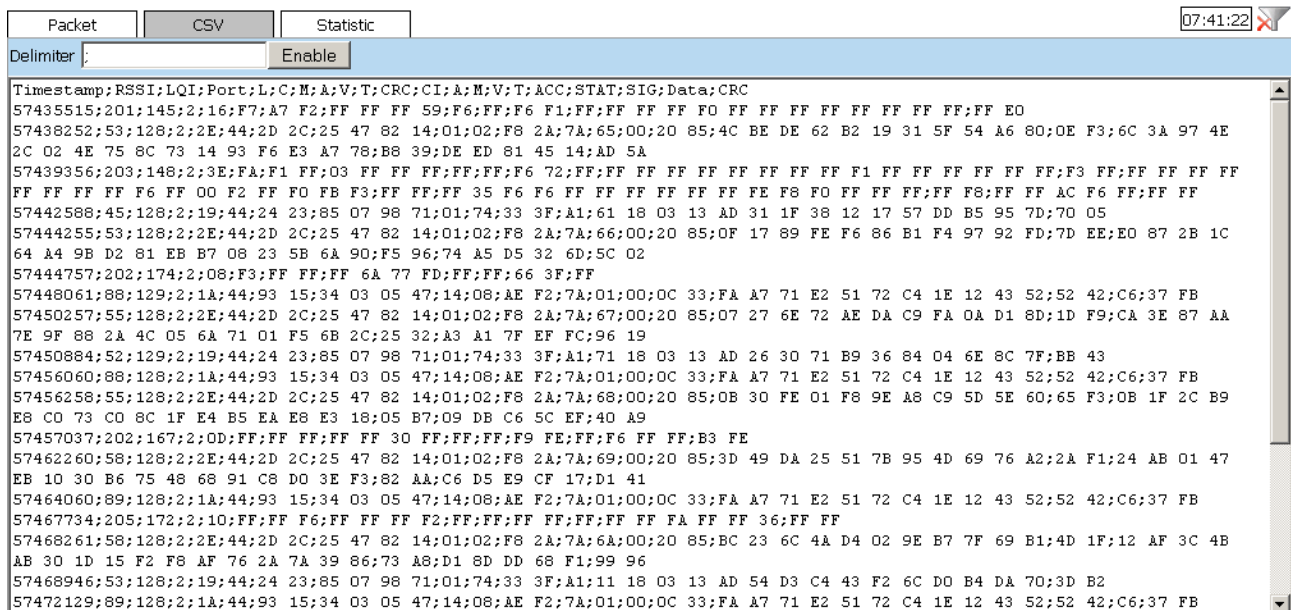 Packet CSV Statistic 07:41:22
Delimiter ; Enable
Timestamp;RSSI;LQI;Port;L;C;M;A;V;T;CRC;CI;A;M;V;T;ACC;STAT;SIG;Data;CRC
57435515;201;145;2;16;F7;A7 F2;FF FF FF 59;F6;FF;F6 F1;FF;FF FF FF F0 FF FF FF FF FF FF FF FF;FF E0
57438252;53;128;2;2E;44;2D 2C;25 47 82 14;01;02;F8 2A;7A;65;00;20 85;4C BE DE 62 B2 19 31 5F 54 A6 80;0E F3;6C 3A 97 4E
2C 02 4E 75 8C 73 14 93 F6 E3 A7 78;B8 39;DE ED 81 45 14;AD 5A
57439356;203;148;2;3E;FA;F1 FF;03 FF FF FF;FF;FF;F6 72;FF;FF FF FF FF FF FF FF FF F1 FF FF FF FF FF FF;F3 FF FF FF FF
FF FF FF FF F6 FF 00 F2 FF F0 FB F3;FF FF;FF 35 F6 F6 FF FF FF FF FF FF FE F8 F0 FF FF FF;FF F8;FF FF AC F6 FF;FF FF
57442588;45;128;2;19;44;24 23;85 07 98 71;01;74;33 3F;A1;61 18 03 13 AD 31 1F 38 12 17 57 DD B5 95 7D;70 05
57444255;53;128;2;2E;44;2D 2C;25 47 82 14;01;02;F8 2A;7A;66;00;20 85;0F 17 89 FE F6 86 B1 F4 97 92 FD;7D EE;E0 87 2B 1C
64 A4 9B D2 81 EB B7 08 23 5B 6A 90;F5 96;74 A5 D5 32 6D;5C 02
57444757;202;174;2;08;F3;FF FF;FF 6A 77 FD;FF;FF;66 3F;FF
57448061;88;129;2;1A;44;93 15;34 03 05 47;14;08;AE F2;7A;01;00;0C 33;FA A7 71 E2 51 72 C4 1E 12 43 52;52 42;C6;37 FB
57450257;55;128;2;2E;44;2D 2C;25 47 82 14;01;02;F8 2A;7A;67;00;20 85;07 27 6E 72 AE DA C9 FA 0A D1 8D;1D F9;CA 3E 87 AA
7E 9F 88 2A 4C 05 6A 71 01 F5 6B 2C;25 32;A3 A1 7F EF FC;96 19
57450884;52;129;2;19;44;24 23;85 07 98 71;01;74;33 3F;A1;71 18 03 13 AD 26 30 71 B9 36 84 04 6E 8C 7F;BB 43
57456060;88;128;2;1A;44;93 15;34 03 05 47;14;08;AE F2;7A;01;00;0C 33;FA A7 71 E2 51 72 C4 1E 12 43 52;52 42;C6;37 FB
57456258;55;128;2;2E;44;2D 2C;25 47 82 14;01;02;F8 2A;7A;68;00;20 85;0B 30 FE 01 F8 9E A8 C9 5D 5E 60;65 F3;0B 1F 2C B9
E8 C0 73 C0 8C 1F E4 B5 EA E8 E3 18;05 B7;09 DB C6 5C EF;40 A9
57457037;202;167;2;0D;FF;FF FF;FF FF 30 FF;FF;FF;F9 FE;FF;F6 FF FF;B3 FE
57462260;58;128;2;2E;44;2D 2C;25 47 82 14;01;02;F8 2A;7A;69;00;20 85;3D 49 DA 25 51 7B 95 4D 69 76 A2;2A F1;24 AB 01 47
EB 10 30 B6 75 48 68 91 C8 D0 3E F3;82 AA;C6 D5 E9 CF 17;D1 41
57464060;89;128;2;1A;44;93 15;34 03 05 47;14;08;AE F2;7A;01;00;0C 33;FA A7 71 E2 51 72 C4 1E 12 43 52;52 42;C6;37 FB
57467734;205;172;2;10;FF;FF F6;FF FF FF F2;FF;FF;FF FF;FF;FF FF FA FF FF 36;FF FF
57468261;58;128;2;2E;44;2D 2C;25 47 82 14;01;02;F8 2A;7A;6A;00;20 85;BC 23 6C 4A D4 02 9E B7 7F 69 B1;4D 1F;12 AF 3C 4B
AB 30 1D 15 F2 F8 AF 76 2A 7A 39 86;73 A8;D1 8D DD 68 F1;99 96
57468946;53;128;2;19;44;24 23;85 07 98 71;01;74;33 3F;A1;11 18 03 13 AD 54 D3 C4 43 F2 6C D0 B4 DA 70;3D B2
57472129;89;128;2;1A;44;93 15;34 03 05 47;14;08;AE F2;7A;01;00;0C 33;FA A7 71 E2 51 72 C4 1E 12 43 52;52 42;C6;37 FB